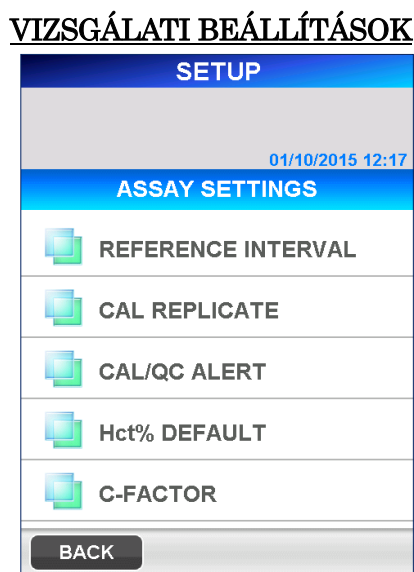 VIZSGÁLATI BEÁLLÍTÁSOK
SETUP
01/10/2015 12:17
ASSAY SETTINGS
REFERENCE INTERVAL
CAL REPLICATE
CAL/QC ALERT
Hct% DEFAULT
C-FACTOR
BACK